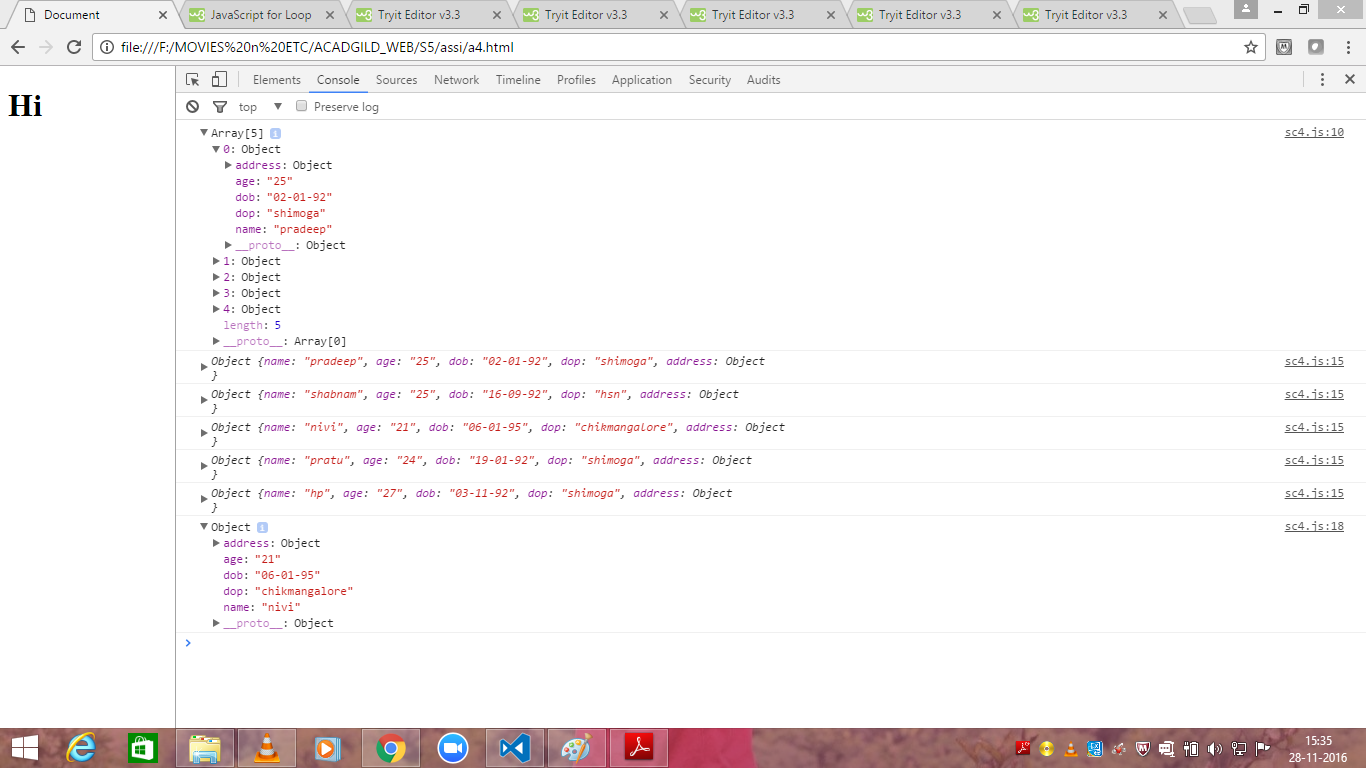 Document
JavaScript for Loop
Tryit Editor v3.3
Tryit Editor v3.3
Tryit Editor v3.3
Tryit Editor v3.3
Tryit Editor v3.3
file:///F:/MOVIES%20n%20ETC/ACADGILD_WEB/S5/assi/a4.html
Hi
Elements Console Sources Network Timeline Profiles Application Security Audits
top Preserve log
Array[5] sc4.js:10
0: Object
address: Object
age: "25"
dob: "02-01-92"
dop: "shimoga"
name: "pradeep"
__proto__: Object
1: Object
2: Object
3: Object
4: Object
length: 5
__proto__: Array[0]
Object {name: "pradeep", age: "25", dob: "02-01-92", dop: "shimoga", address: Object sc4.js:15
}
Object {name: "shabnam", age: "25", dob: "16-09-92", dop: "hsn", address: Object sc4.js:15
}
Object {name: "nivi", age: "21", dob: "06-01-95", dop: "chikmangalore", address: Object sc4.js:15
}
Object {name: "pratu", age: "24", dob: "19-01-92", dop: "shimoga", address: Object sc4.js:15
}
Object {name: "hp", age: "27", dob: "03-11-92", dop: "shimoga", address: Object sc4.js:15
}
Object sc4.js:18
address: Object
age: "21"
dob: "06-01-95"
dop: "chikmangalore"
name: "nivi"
__proto__: Object
15:35
28-11-2016